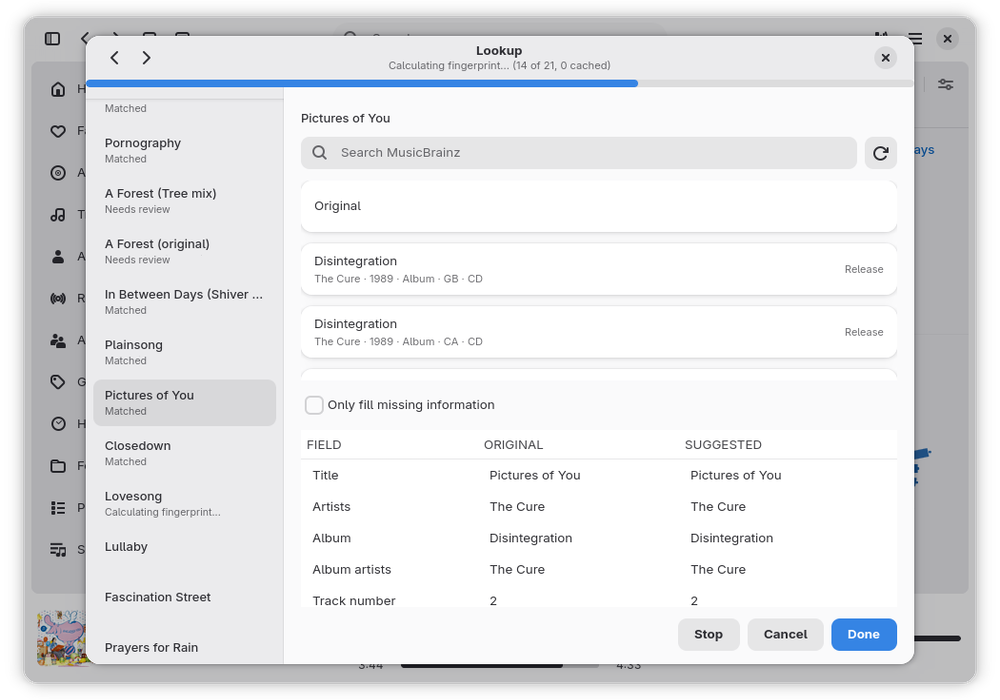 Lookup
Calculating fingerprint… (14 of 21, 0 cached)
Matched
Pornography
Matched
A Forest (Tree mix)
Needs review
A Forest (original)
Needs review
In Between Days (Shiver …
Matched
Plainsong
Matched
Pictures of You
Matched
Closedown
Matched
Lovesong
Calculating fingerprint…
Lullaby
Fascination Street
Prayers for Rain
Pictures of You
Search MusicBrainz
Original
Disintegration
The Cure · 1989 · Album · GB · CD
Release
Disintegration
The Cure · 1989 · Album · CA · CD
Release
Only fill missing information
FIELD ORIGINAL SUGGESTED
Title Pictures of You Pictures of You
Artists The Cure The Cure
Album Disintegration Disintegration
Album artists The Cure The Cure
Track number 2 2
Stop Cancel Done
ays
3:44 4:33